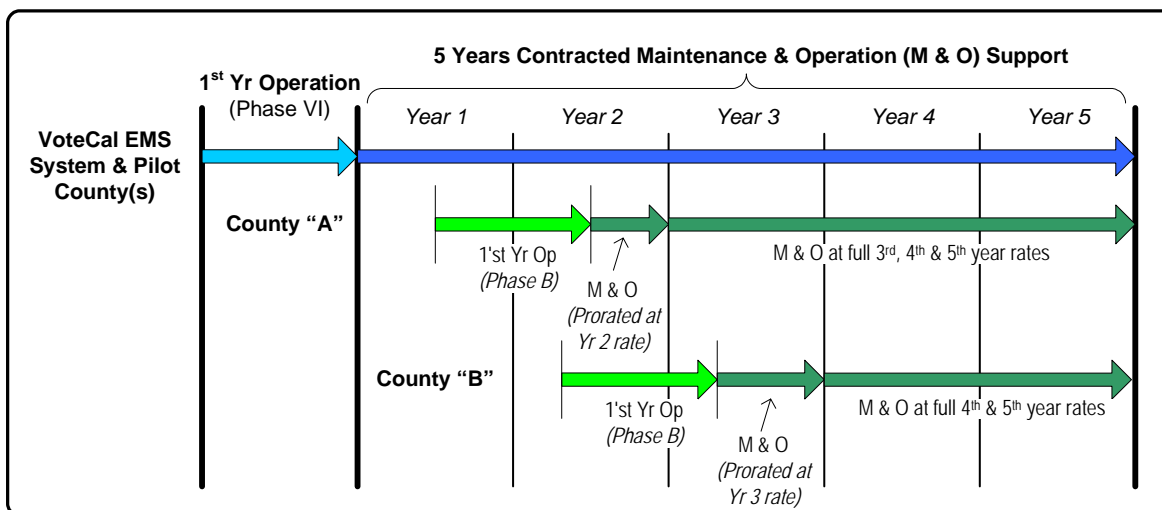 5 Years Contracted Maintenance & Operation (M & O) Support
1st Yr Operation
(Phase VI)
Year 1
Year 2
Year 3
Year 4
Year 5
VoteCal EMS
System & Pilot
County(s)
County “A”
1'st Yr Op
(Phase B)
M & O
(Prorated at
Yr 2 rate)
M & O at full 3rd, 4th & 5th year rates
County “B”
1'st Yr Op
(Phase B)
M & O
(Prorated at
Yr 3 rate)
M & O at full 4th & 5th year rates